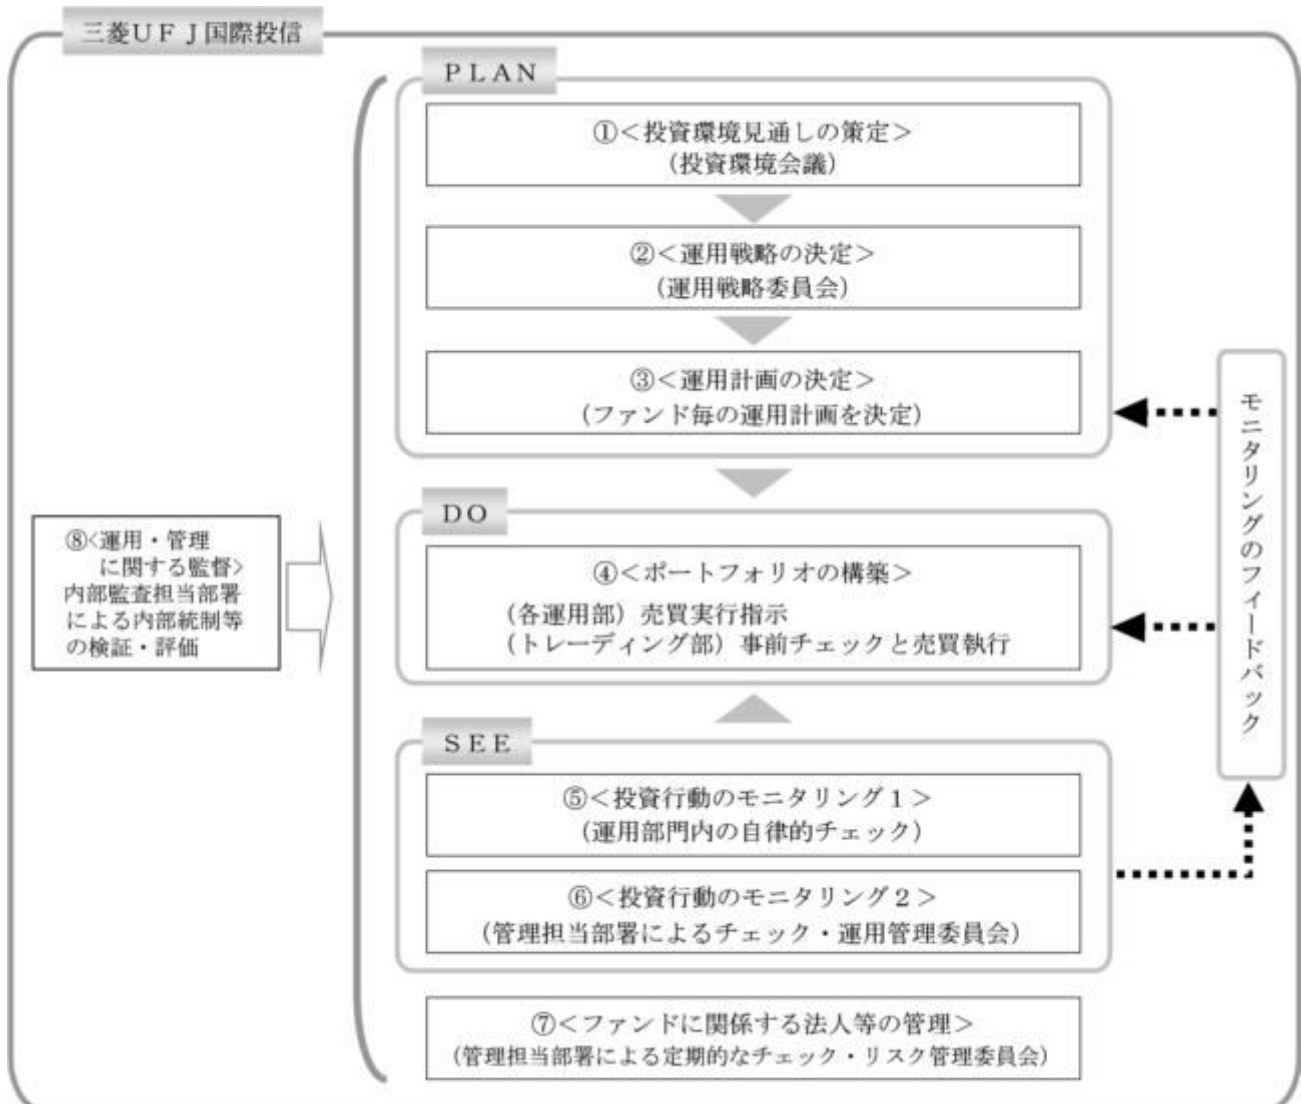 三菱ＵＦＪ国際投信
ＰＬＡＮ
①＜投資環境見通しの策定＞
（投資環境会議）
②＜運用戦略の決定＞
（運用戦略委員会）
③＜運用計画の決定＞
（ファンド毎の運用計画を決定）
ＤＯ
④＜ポートフォリオの構築＞
（各運用部）売買実行指示
（トレーディング部）事前チェックと売買執行
ＳＥＥ
⑤＜投資行動のモニタリング１＞
（運用部門内の自律的チェック）
⑥＜投資行動のモニタリング２＞
（管理担当部署によるチェック・運用管理委員会）
⑦＜ファンドに関係する法人等の管理＞
（管理担当部署による定期的なチェック・リスク管理委員会）
⑧<運用・管理
に関する監督>
内部監査担当部署
による内部統制等
の検証・評価
モニタリングのフィードバック